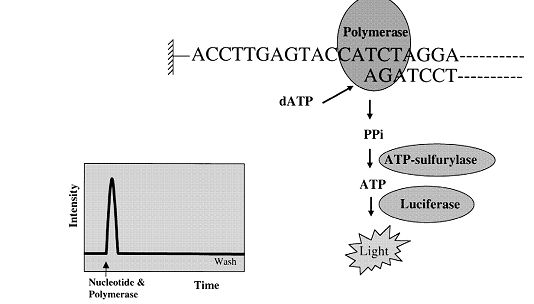 Polymerase
ACCTTGAGTACCATCTAGGA
AGATCCT
dATP
PPi
ATP-sulfurylase
ATP
Luciferase
Light
Intensity
Wash
Nucleotide &
Polymerase
Time